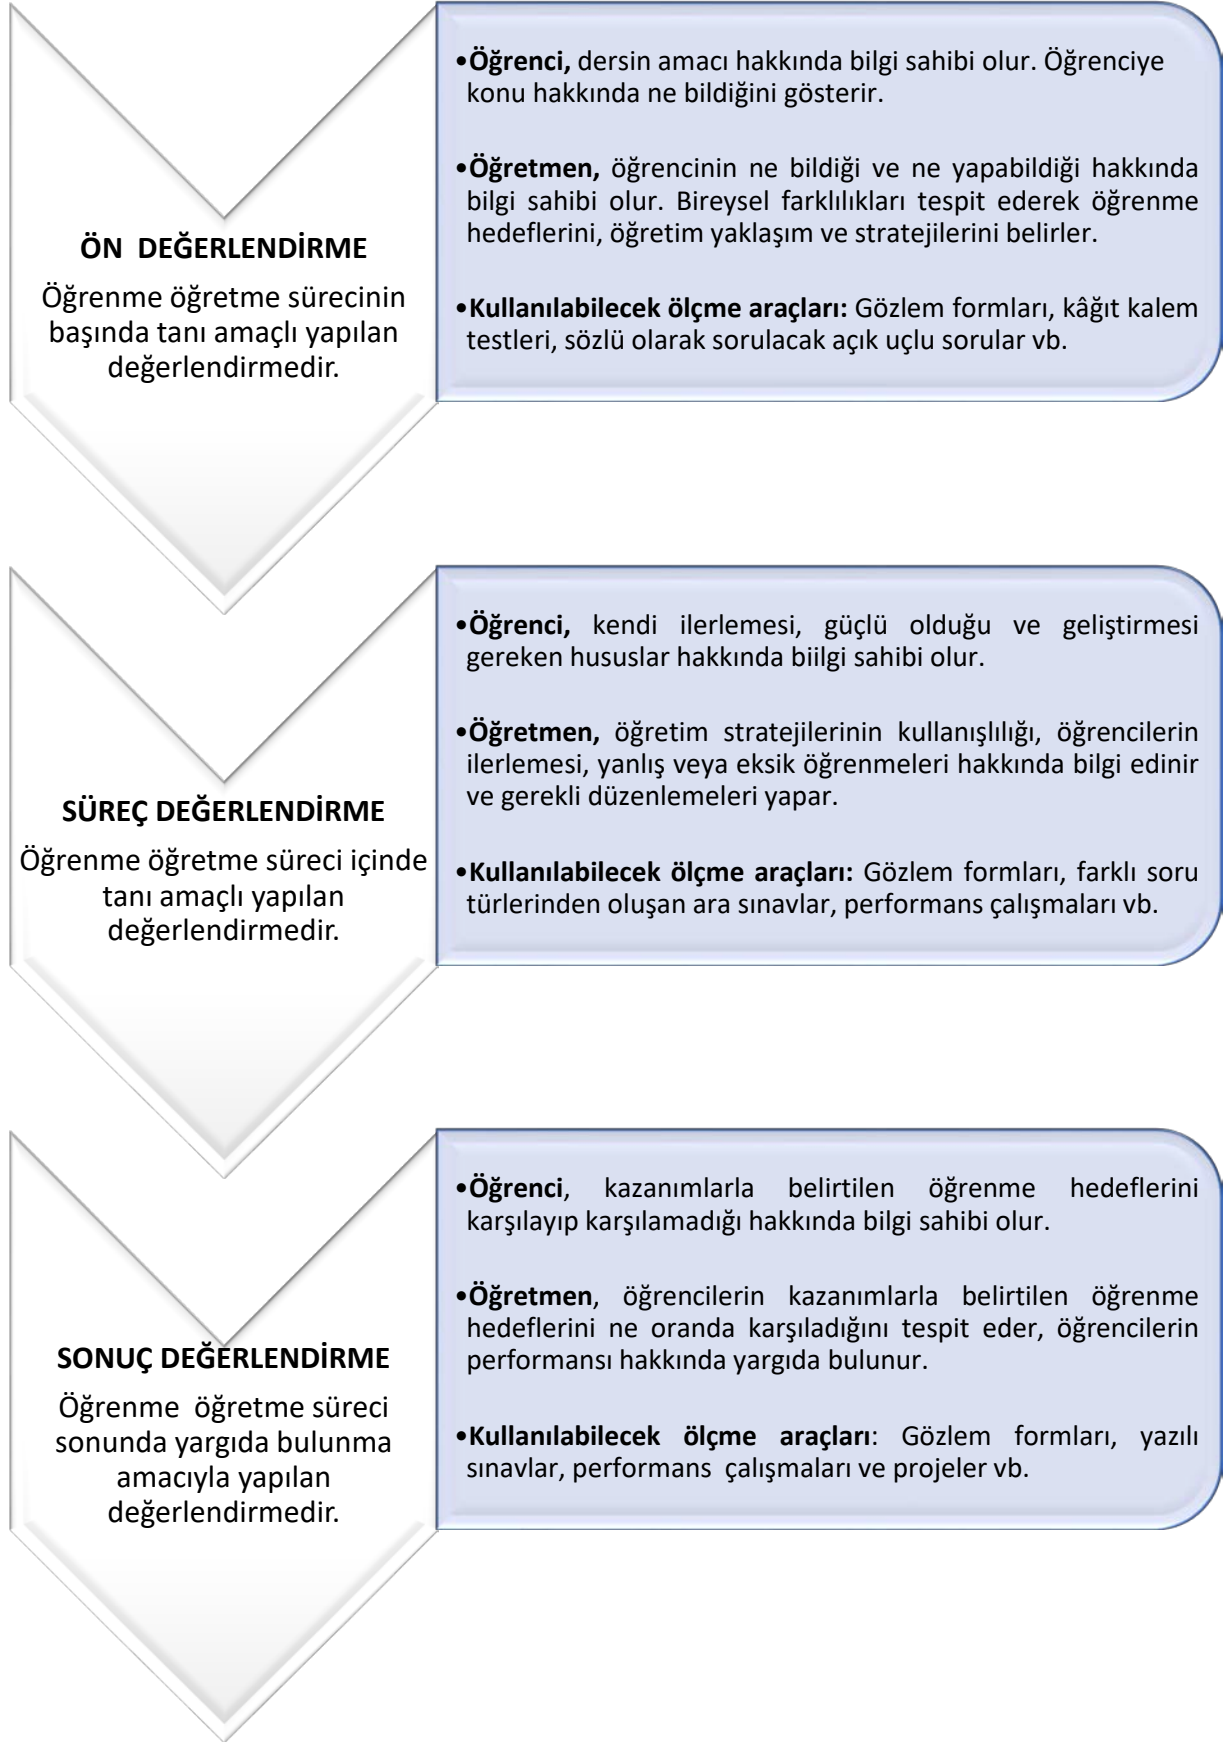 ÖN  DEĞERLENDİRME
Öğrenme öğretme sürecinin
başında tanı amaçlı yapılan
değerlendirmedir.
•Öğrenci, dersin amacı hakkında bilgi sahibi olur. Öğrenciye
konu hakkında ne bildiğini gösterir.
•Öğretmen, öğrencinin ne bildiği ve ne yapabildiği hakkında
bilgi sahibi olur. Bireysel farklılıkları tespit ederek öğrenme
hedeflerini, öğretim yaklaşım ve stratejilerini belirler.
•Kullanılabilecek ölçme araçları: Gözlem formları, kâğıt kalem
testleri, sözlü olarak sorulacak açık uçlu sorular vb.
SÜREÇ DEĞERLENDİRME
Öğrenme öğretme süreci içinde
tanı amaçlı yapılan
değerlendirmedir.
•Öğrenci, kendi ilerlemesi, güçlü olduğu ve geliştirmesi
gereken hususlar hakkında biilgi sahibi olur.
•Öğretmen, öğretim stratejilerinin kullanışlılığı, öğrencilerin
ilerlemesi, yanlış veya eksik öğrenmeleri hakkında bilgi edinir
ve gerekli düzenlemeleri yapar.
•Kullanılabilecek ölçme araçları: Gözlem formları, farklı soru
türlerinden oluşan ara sınavlar, performans çalışmaları vb.
SONUÇ DEĞERLENDİRME
Öğrenme  öğretme süreci
sonunda yargıda bulunma
amacıyla yapılan
değerlendirmedir.
•Öğrenci, kazanımlarla belirtilen öğrenme hedeflerini
karşılayıp karşılamadığı hakkında bilgi sahibi olur.
•Öğretmen, öğrencilerin kazanımlarla belirtilen öğrenme
hedeflerini ne oranda karşıladığını tespit eder, öğrencilerin
performansı hakkında yargıda bulunur.
•Kullanılabilecek ölçme araçları: Gözlem formları, yazılı
sınavlar, performans  çalışmaları ve projeler vb.